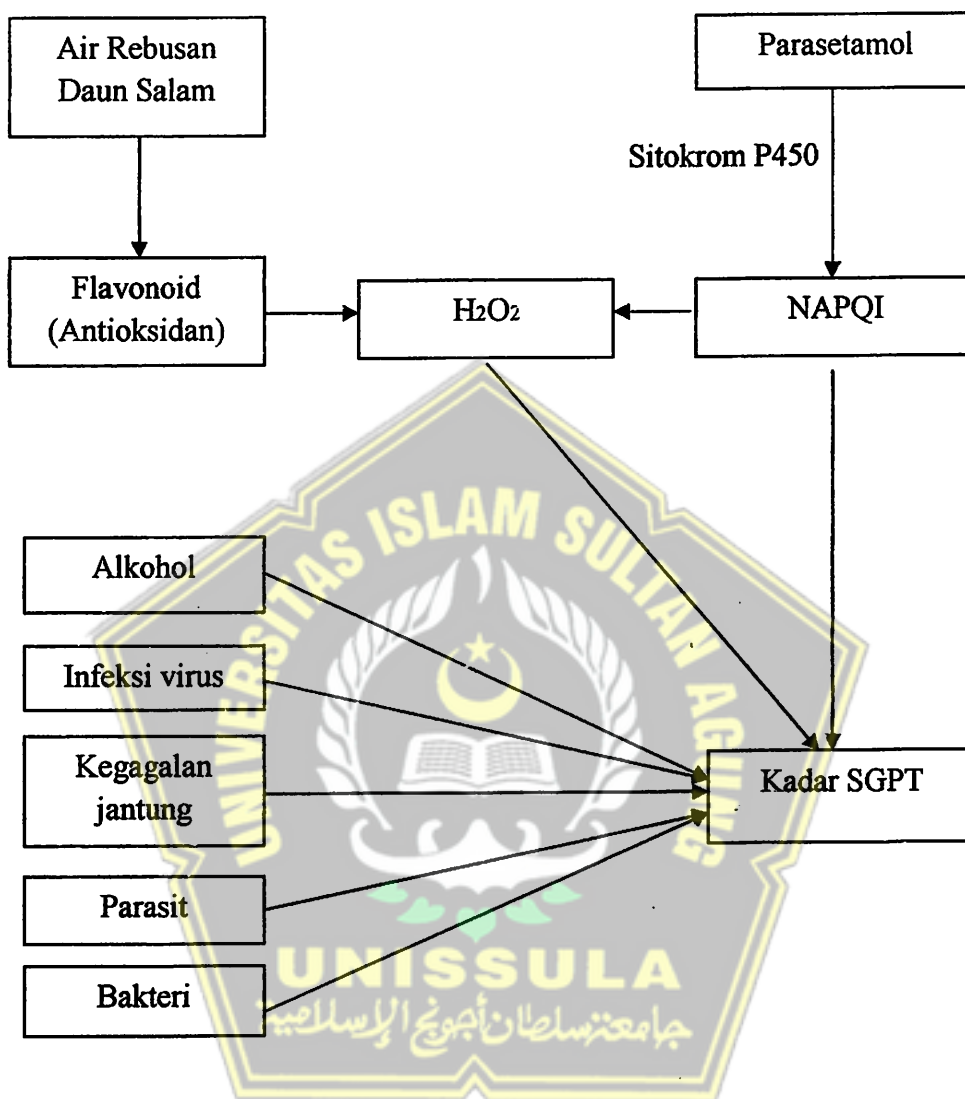 Air Rebusan
Daun Salam
Parasetamol
Sitokrom P450
Flavonoid
(Antioksidan)
H2O2
NAPQI
UNIVERSITAS ISLAM SULTAN AGUNG
Alkohol
Infeksi virus
Kegagalan
jantung
Kadar SGPT
Parasit
Bakteri
UNISSULA
جامعة سلطان أجونج الإسلامية